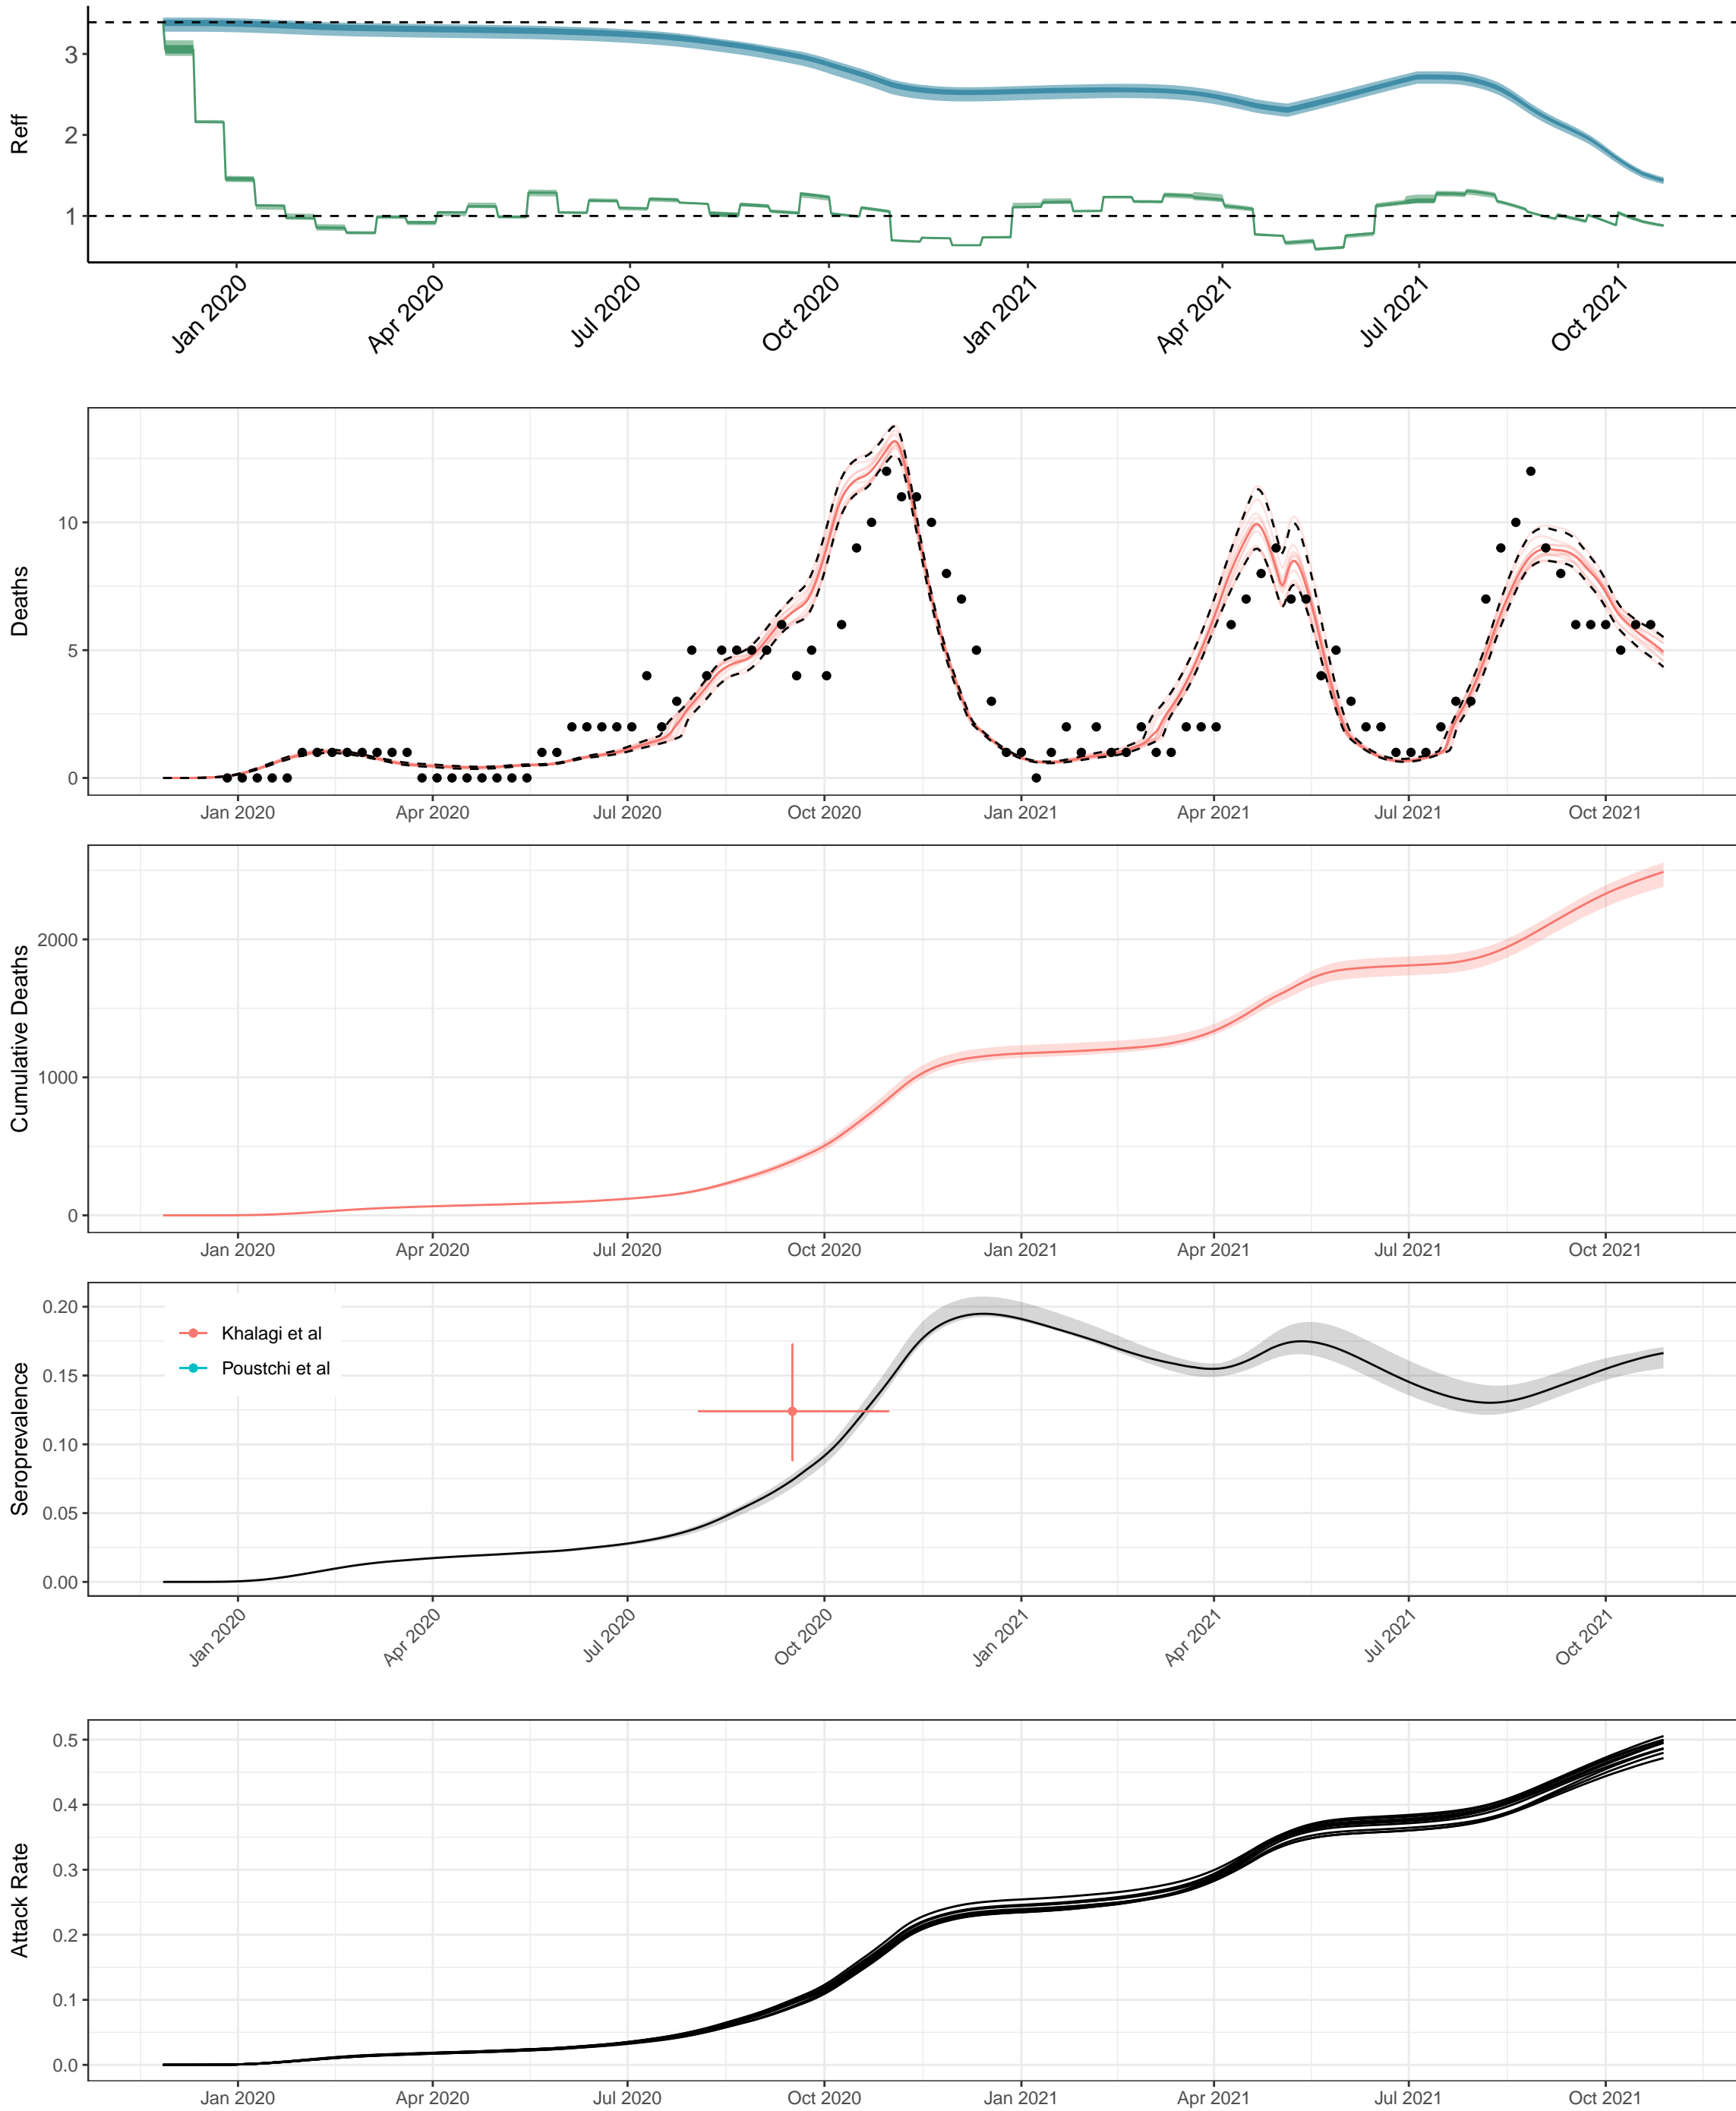 Reff
3
2
1
Jan 2020
Apr 2020
Jul 2020
Oct 2020
Jan 2021
Apr 2021
Jul 2021
Oct 2021
Deaths
10
5
0
Jan 2020
Apr 2020
Jul 2020
Oct 2020
Jan 2021
Apr 2021
Jul 2021
Oct 2021
Cumulative Deaths
2000
1000
0
Jan 2020
Apr 2020
Jul 2020
Oct 2020
Jan 2021
Apr 2021
Jul 2021
Oct 2021
Seroprevalence
0.20
0.15
0.10
0.05
0.00
Khalagi et al
Poustchi et al
Jan 2020
Apr 2020
Jul 2020
Oct 2020
Jan 2021
Apr 2021
Jul 2021
Oct 2021
Attack Rate
0.5
0.4
0.3
0.2
0.1
0.0
Jan 2020
Apr 2020
Jul 2020
Oct 2020
Jan 2021
Apr 2021
Jul 2021
Oct 2021